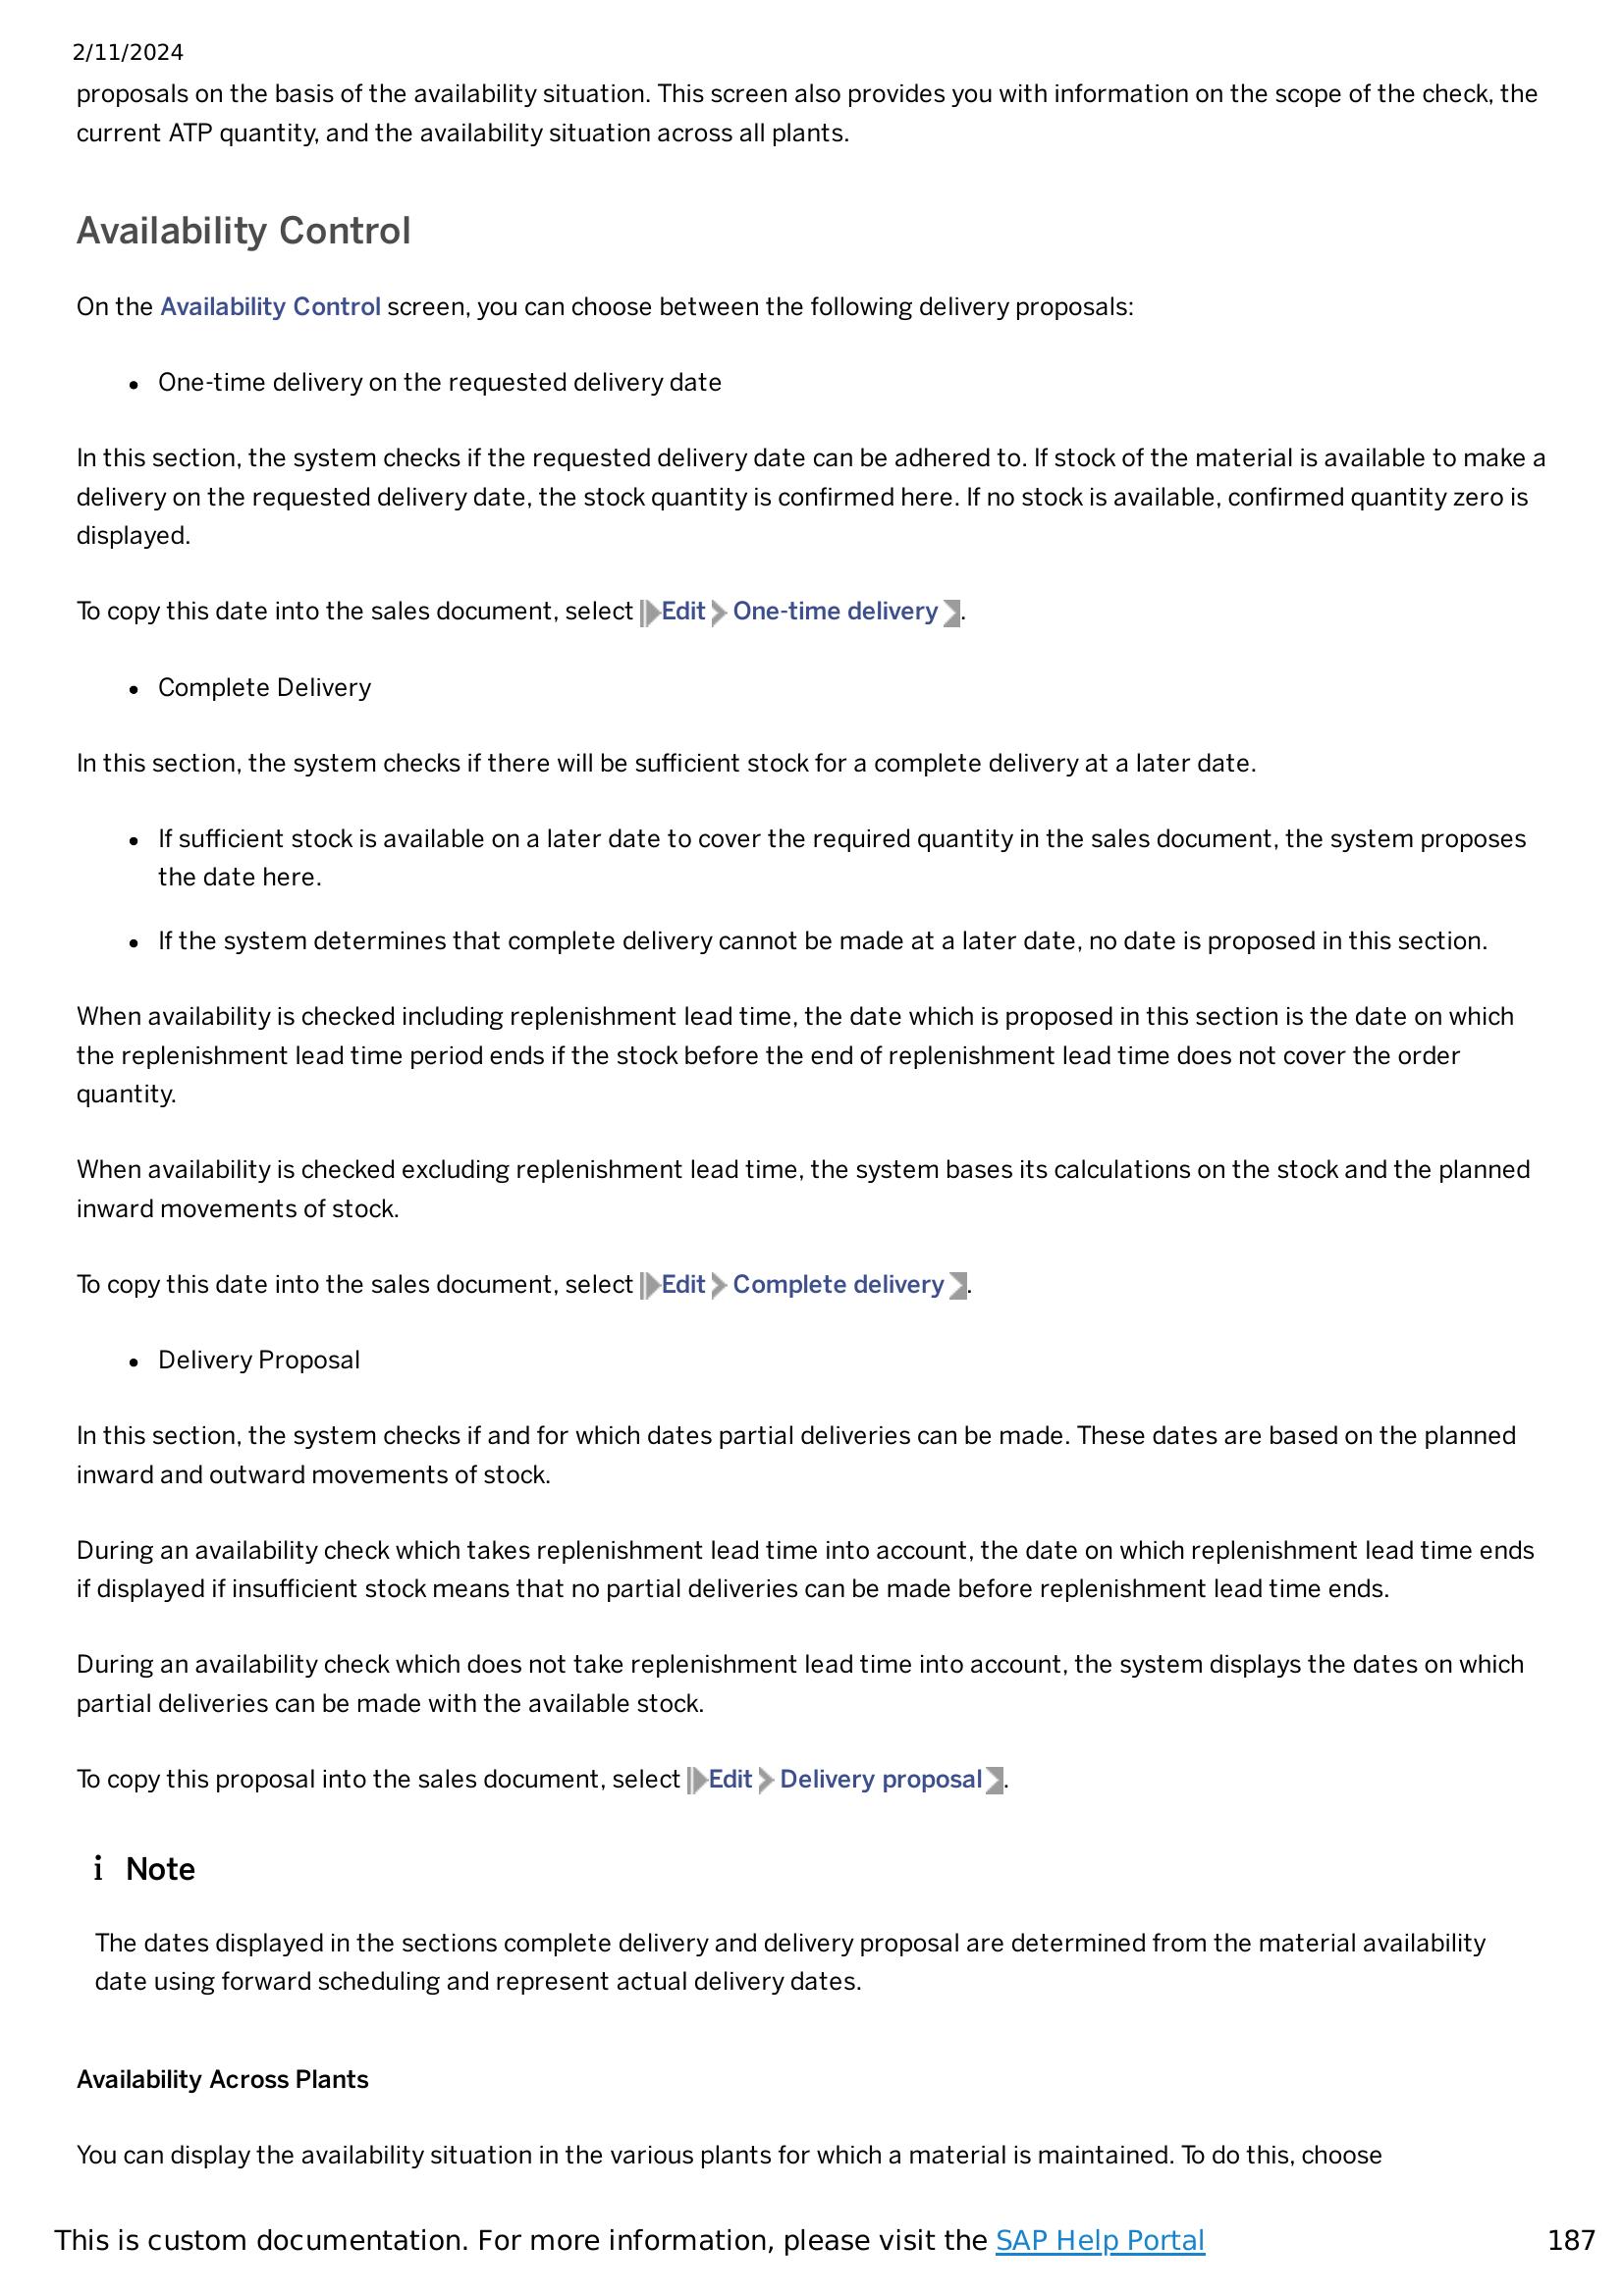 2/11/2024
proposals on the basis of the availability situation. This screen also provides you with information on the scope of the check, the
current ATP quantity, and the availability situation across all plants.
Availability Control
On the Availability Control screen, you can choose between the following delivery proposals:
• One-time delivery on the requested delivery date
In this section, the system checks if the requested delivery date can be adhered to. If stock of the material is available to make a
delivery on the requested delivery date, the stock quantity is confirmed here. If no stock is available, confirmed quantity zero is
displayed.
To copy this date into the sales document, select Edit > One-time delivery .
• Complete Delivery
In this section, the system checks if there will be sufficient stock for a complete delivery at a later date.
• If sufficient stock is available on a later date to cover the required quantity in the sales document, the system proposes
the date here.
• If the system determines that complete delivery cannot be made at a later date, no date is proposed in this section.
When availability is checked including replenishment lead time, the date which is proposed in this section is the date on which
the replenishment lead time period ends if the stock before the end of replenishment lead time does not cover the order
quantity.
When availability is checked excluding replenishment lead time, the system bases its calculations on the stock and the planned
inward movements of stock.
To copy this date into the sales document, select Edit > Complete delivery .
• Delivery Proposal
In this section, the system checks if and for which dates partial deliveries can be made. These dates are based on the planned
inward and outward movements of stock.
During an availability check which takes replenishment lead time into account, the date on which replenishment lead time ends
if displayed if insufficient stock means that no partial deliveries can be made before replenishment lead time ends.
During an availability check which does not take replenishment lead time into account, the system displays the dates on which
partial deliveries can be made with the available stock.
To copy this proposal into the sales document, select Edit > Delivery proposal .
i Note
The dates displayed in the sections complete delivery and delivery proposal are determined from the material availability
date using forward scheduling and represent actual delivery dates.
Availability Across Plants
You can display the availability situation in the various plants for which a material is maintained. To do this, choose
This is custom documentation. For more information, please visit the SAP Help Portal 187